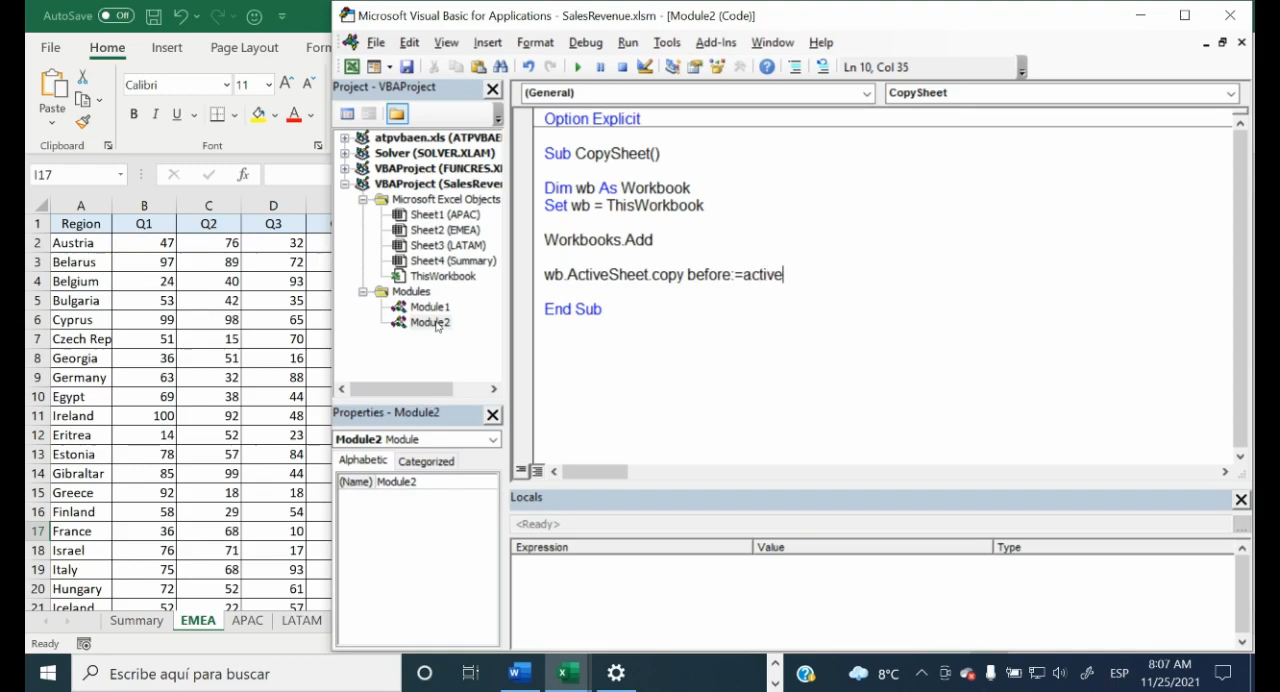 AutoSave Off
Microsoft Visual Basic for Applications - SalesRevenue.xlsm - [Module2 (Code)]
File Home Insert Page Layout Forn
File Edit View Insert Format Debug Run Tools Add-Ins Window Help
Ln 10, Col 35
Paste
Calibri 11
B I U
Clipboard Font
Project - VBAProject
(General) CopySheet
atpvbaen.xls (ATPVBAE
Solver (SOLVER.XLAM)
VBAProject (FUNCRES.X
VBAProject (SalesReve
Microsoft Excel Objects
Sheet1 (APAC)
Sheet2 (EMEA)
Sheet3 (LATAM)
Sheet4 (Summary)
ThisWorkbook
Modules
Module1
Module2
Option Explicit
Sub CopySheet()
Dim wb As Workbook
Set wb = ThisWorkbook
Workbooks.Add
wb.ActiveSheet.copy before:=active
End Sub
I17 fx
A B C D
1 Region Q1 Q2 Q3
2 Austria 47 76 32
3 Belarus 97 89 72
4 Belgium 24 40 93
5 Bulgaria 53 42 35
6 Cyprus 99 98 65
7 Czech Rep 51 15 70
8 Georgia 36 51 16
9 Germany 63 32 88
10 Egypt 69 38 44
11 Ireland 100 92 48
12 Eritrea 14 52 23
13 Estonia 78 57 84
14 Gibraltar 85 99 44
15 Greece 92 18 18
16 Finland 58 29 54
17 France 36 68 10
18 Israel 76 71 17
19 Italy 75 68 93
20 Hungary 72 52 61
21 Iceland 52 22 57
Summary EMEA APAC LATAM
Ready
Properties - Module2
Module2 Module
Alphabetic Categorized
(Name) Module2
Locals
<Ready>
Expression Value Type
Escribe aquí para buscar
8°C
ESP
8:07 AM
11/25/2021